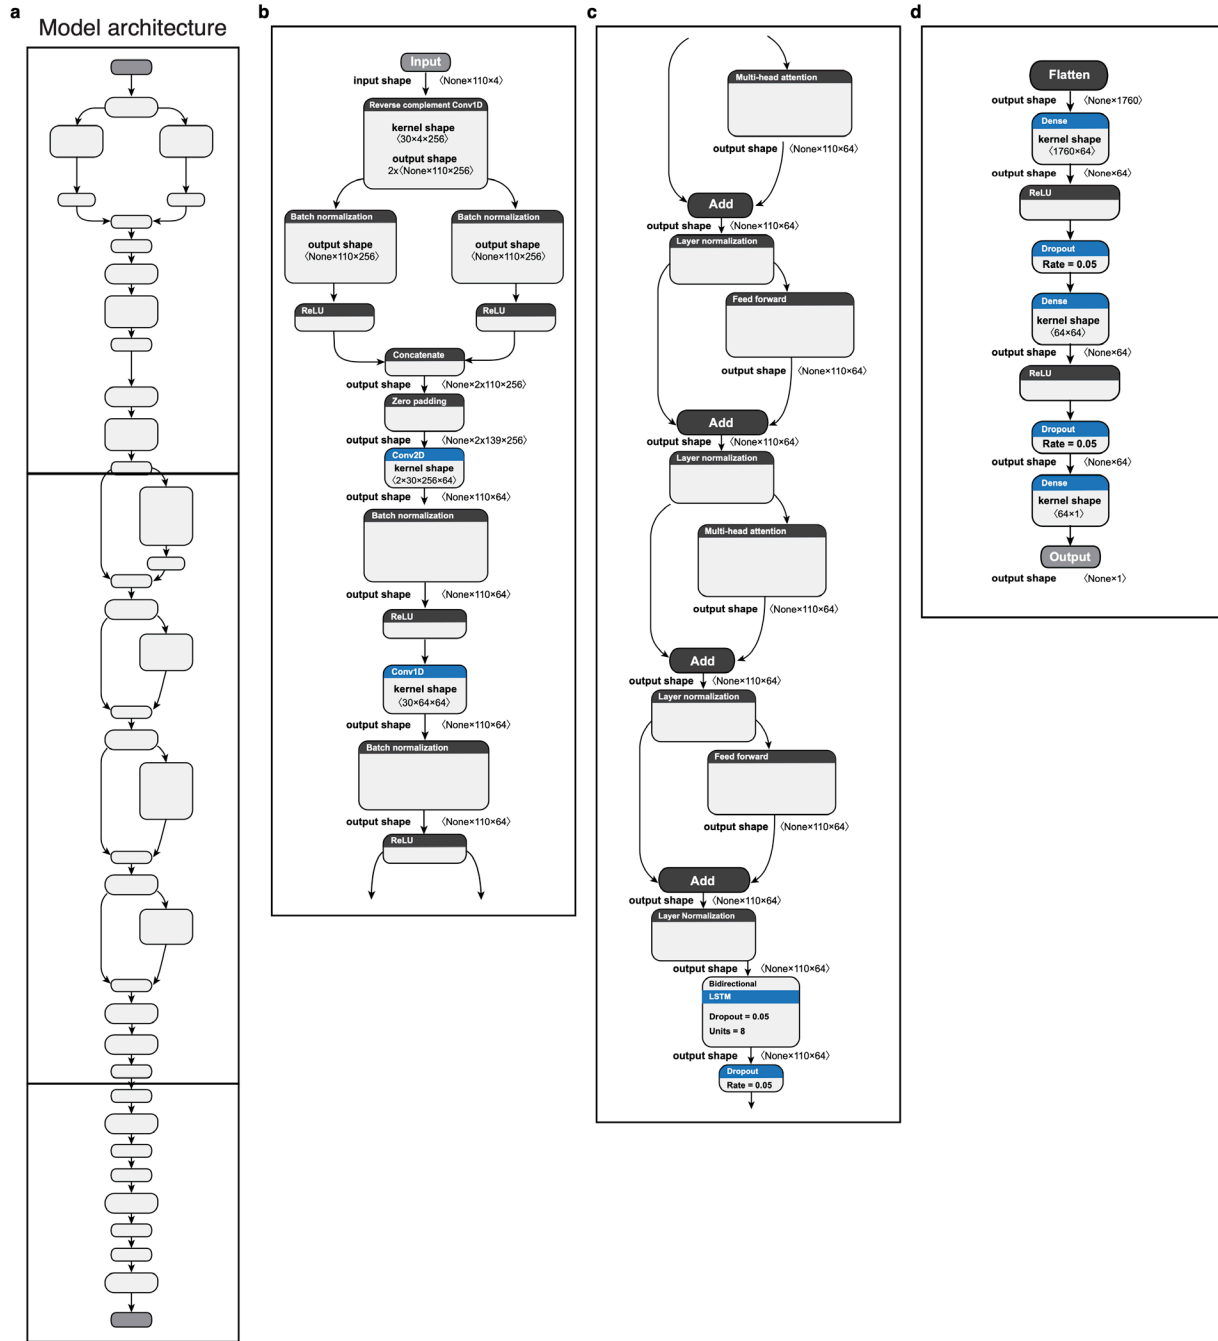 a
Model architecture
b
Input
input shape 〈None×110×4〉
Reverse complement Conv1D
kernel shape
〈30×4×256〉
output shape
2x〈None×110×256〉
Batch normalization
output shape
〈None×110×256〉
Batch normalization
output shape
〈None×110×256〉
ReLU
ReLU
Concatenate
output shape 〈None×2x110×256〉
Zero padding
output shape 〈None×2x139×256〉
Conv2D
kernel shape
〈2×30×256×64〉
output shape 〈None×110×64〉
Batch normalization
output shape 〈None×110×64〉
ReLU
Conv1D
kernel shape
〈30×64×64〉
output shape 〈None×110×64〉
Batch normalization
output shape 〈None×110×64〉
ReLU
c
Multi-head attention
output shape 〈None×110×64〉
Add
output shape 〈None×110×64〉
Layer normalization
Feed forward
output shape 〈None×110×64〉
Add
output shape 〈None×110×64〉
Layer normalization
Multi-head attention
output shape 〈None×110×64〉
Add
output shape 〈None×110×64〉
Layer normalization
Feed forward
output shape 〈None×110×64〉
Add
output shape 〈None×110×64〉
Layer Normalization
output shape 〈None×110×64〉
Bidirectional
LSTM
Dropout = 0.05
Units = 8
output shape 〈None×110×64〉
Dropout
Rate = 0.05
d
Flatten
output shape 〈None×1760〉
Dense
kernel shape
〈1760×64〉
output shape 〈None×64〉
ReLU
Dropout
Rate = 0.05
Dense
kernel shape
〈64×64〉
output shape 〈None×64〉
ReLU
Dropout
Rate = 0.05
output shape 〈None×64〉
Dense
kernel shape
〈64×1〉
Output
output shape 〈None×1〉